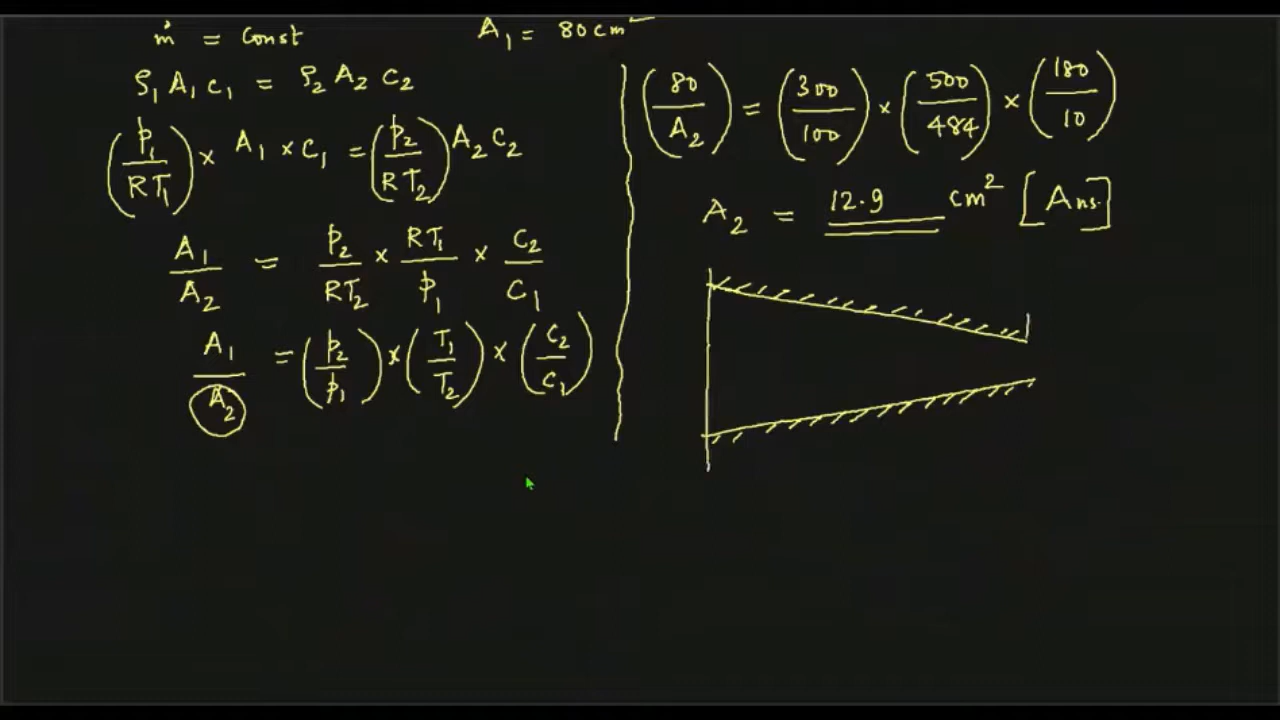 ṁ = Const
A₁ = 80 cm²
ρ₁ A₁ C₁ = ρ₂ A₂ C₂
(p₁/RT₁) × A₁ × C₁ = (p₂/RT₂) A₂ C₂
A₁/A₂ = p₂/RT₂ × RT₁/p₁ × C₂/C₁
A₁/A₂ = (p₂/p₁) × (T₁/T₂) × (C₂/C₁)
(80/A₂) = (300/100) × (500/484) × (180/10)
A₂ = 12.9 cm² [Ans.]